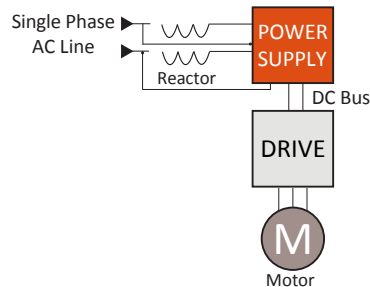 Single Phase
AC Line
Reactor
POWER
SUPPLY
DC Bus
DRIVE
M
Motor